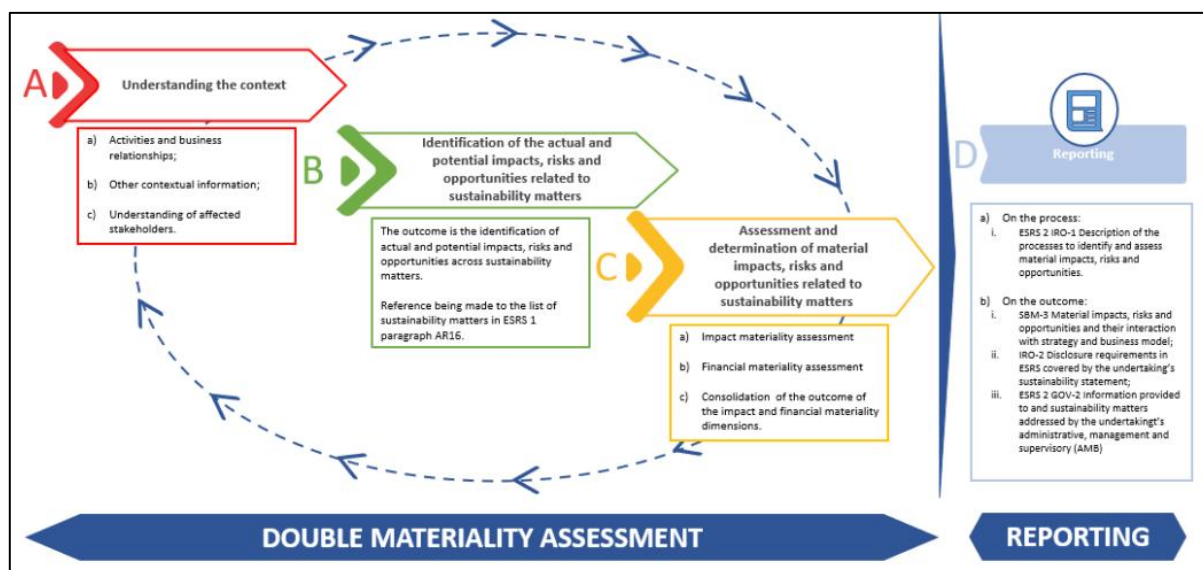 A
Understanding the context
a) Activities and business
relationships;
b) Other contextual information;
c) Understanding of affected
stakeholders.
B
Identification of the actual and
potential impacts, risks and
opportunities related to
sustainability matters
The outcome is the identification of
actual and potential impacts, risks and
opportunities across sustainability
matters.
Reference being made to the list of
sustainability matters in ESRS 1
paragraph AR16.
C
Assessment and
determination of material
impacts, risks and
opportunities related to
sustainability matters
a) Impact materiality assessment
b) Financial materiality assessment
c) Consolidation of the outcome of
the impact and financial materiality
dimensions.
D
Reporting
a) On the process:
i. ESRS 2 IRO-1 Description of the
processes to identify and assess
material impacts, risks and
opportunities.
b) On the outcome:
i. SBM-3 Material impacts, risks and
opportunities and their interaction
with strategy and business model;
ii. IRO-2 Disclosure requirements in
ESRS covered by the undertaking's
sustainability statement;
iii. ESRS 2 GOV-2 Information provided
to and sustainability matters
addressed by the undertakingt's
administrative, management and
supervisory (AMB)
DOUBLE MATERIALITY ASSESSMENT
REPORTING